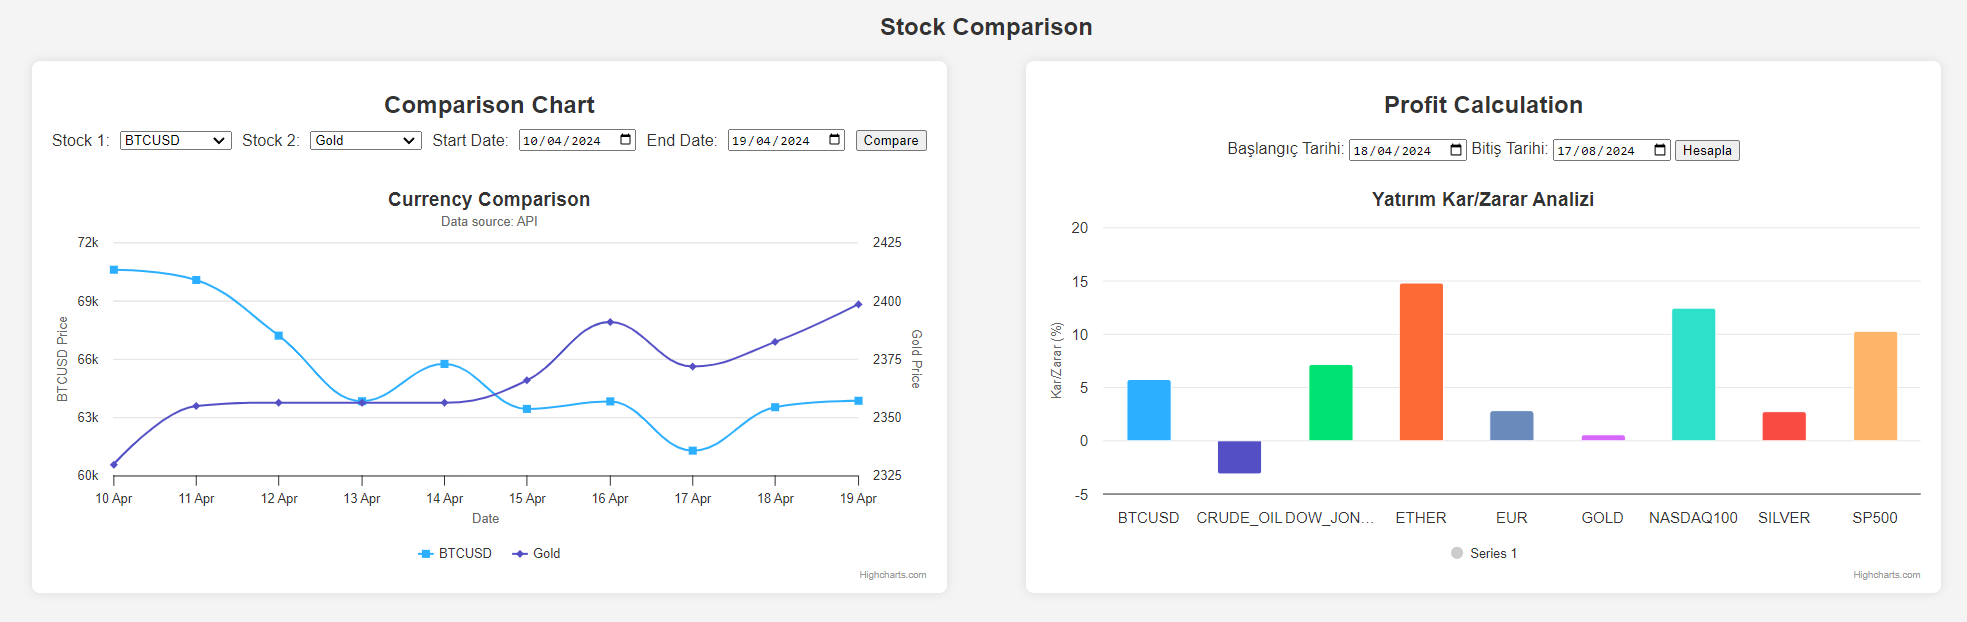 Stock Comparison
Comparison Chart
Stock 1: BTCUSD Stock 2: Gold Start Date: 10/04/2024 End Date: 19/04/2024 Compare
Currency Comparison
Data source: API
72k
69k
66k
63k
60k
BTCUSD Price
2425
2400
2375
2350
2325
Gold Price
10 Apr 11 Apr 12 Apr 13 Apr 14 Apr 15 Apr 16 Apr 17 Apr 18 Apr 19 Apr
Date
BTCUSD Gold
Highcharts.com
Profit Calculation
Başlangıç Tarihi: 18/04/2024 Bitiş Tarihi: 17/08/2024 Hesapla
Yatırım Kar/Zarar Analizi
20
15
10
5
0
-5
Kar/Zarar (%)
BTCUSD CRUDE_OIL DOW_JON... ETHER EUR GOLD NASDAQ100 SILVER SP500
Series 1
Highcharts.com